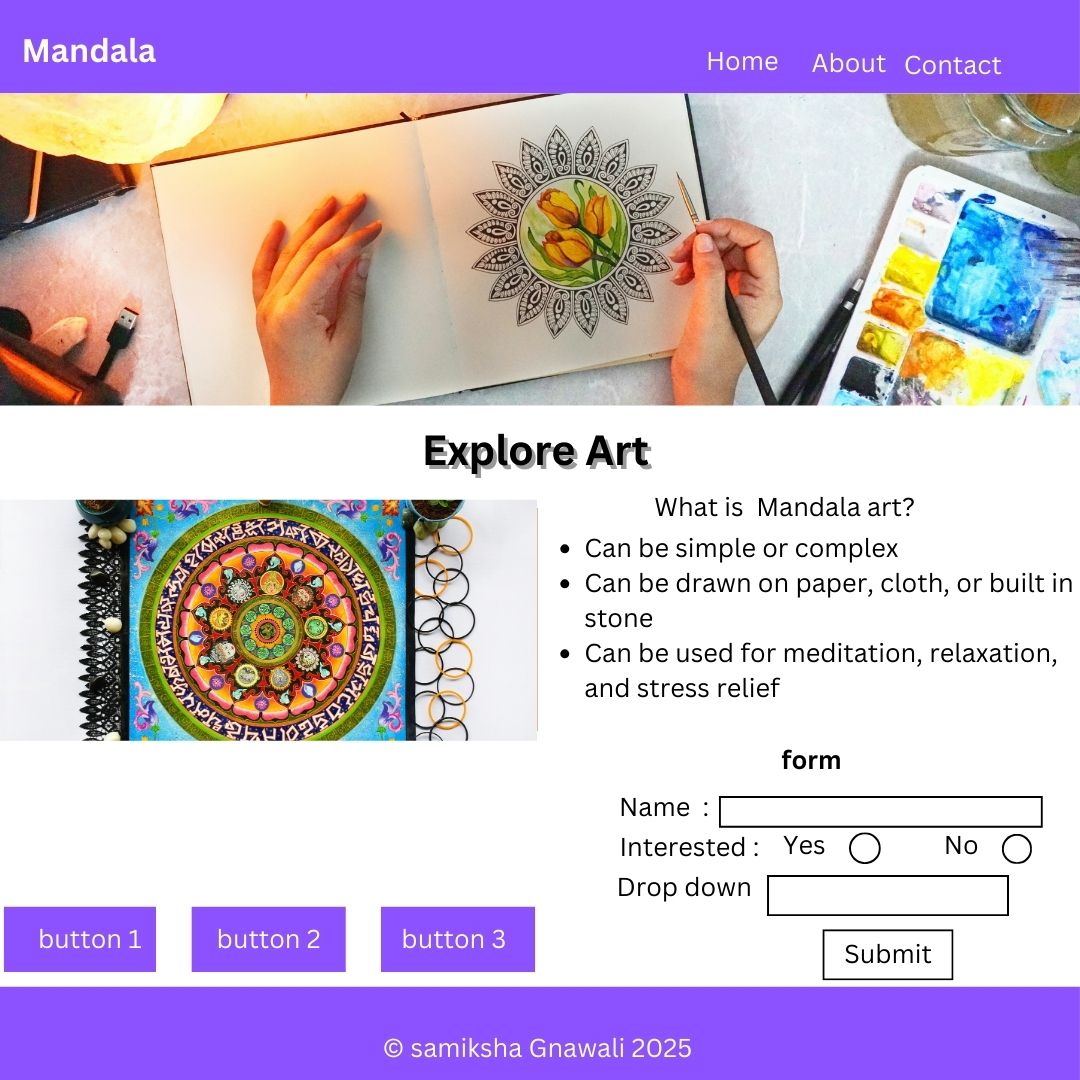 Mandala
Home About Contact
Explore Art
What is Mandala art?
• Can be simple or complex
• Can be drawn on paper, cloth, or built in
stone
• Can be used for meditation, relaxation,
and stress relief
form
Name :
Interested : Yes No
Drop down
button 1 button 2 button 3
Submit
© samiksha Gnawali 2025